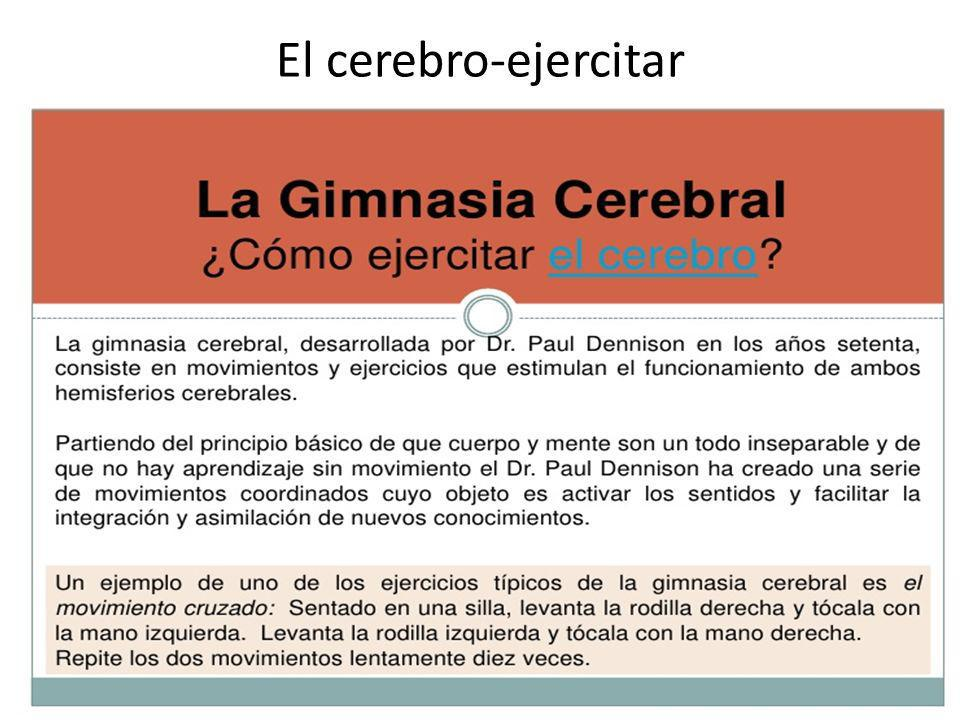 El cerebro-ejercitar
La Gimnasia Cerebral
¿Cómo ejercitar el cerebro?
La gimnasia cerebral, desarrollada por Dr. Paul Dennison en los años setenta,
consiste en movimientos y ejercicios que estimulan el funcionamiento de ambos
hemisferios cerebrales.
Partiendo del principio básico de que cuerpo y mente son un todo inseparable y de
que no hay aprendizaje sin movimiento el Dr. Paul Dennison ha creado una serie
de movimientos coordinados cuyo objeto es activar los sentidos y facilitar la
integración y asimilación de nuevos conocimientos.
Un ejemplo de uno de los ejercicios típicos de la gimnasia cerebral es el
movimiento cruzado: Sentado en una silla, levanta la rodilla derecha y tócala con
la mano izquierda. Levanta la rodilla izquierda y tócala con la mano derecha.
Repite los dos movimientos lentamente diez veces.